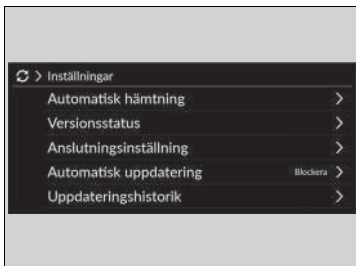 Inställningar
Automatisk hämtning
Versionsstatus
Anslutningsinställning
Automatisk uppdatering Blockera
Uppdateringshistorik